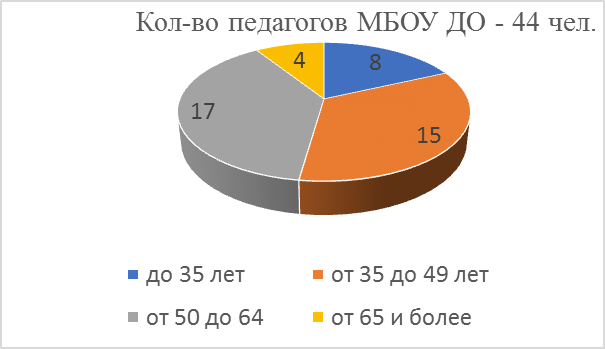 Кол-во педагогов МБОУ ДО - 44 чел.
4
8
17
15
до 35 лет
от 35 до 49 лет
от 50 до 64
от 65 и более